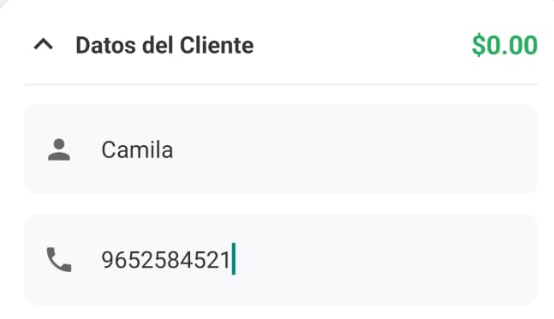 Datos del Cliente $0.00
Camila
9652584521